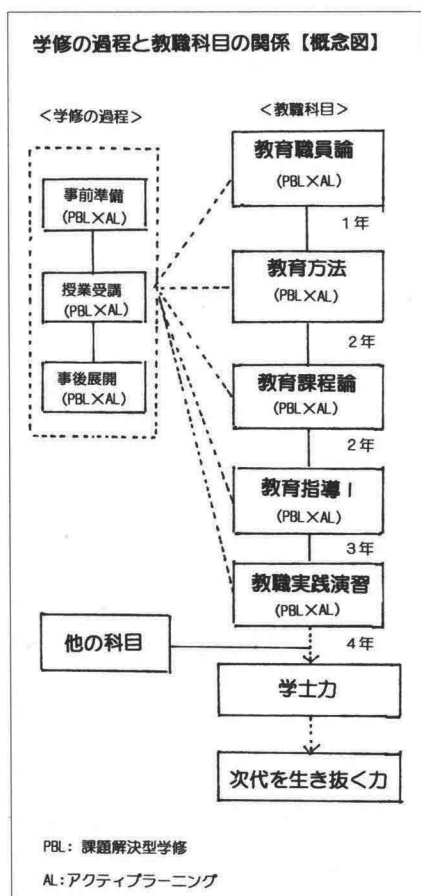 学修の過程と教職科目の関係【概念図】
<学修の過程>
事前準備
(PBL×AL)
授業受講
(PBL×AL)
事後展開
(PBL×AL)
<教職科目>
教育職員論
(PBL×AL)
1年
教育方法
(PBL×AL)
2年
教育課程論
(PBL×AL)
2年
教育指導Ⅰ
(PBL×AL)
3年
教職実践演習
(PBL×AL)
4年
他の科目
学士力
次代を生き抜く力
PBL: 課題解決型学修
AL:アクティブラーニング